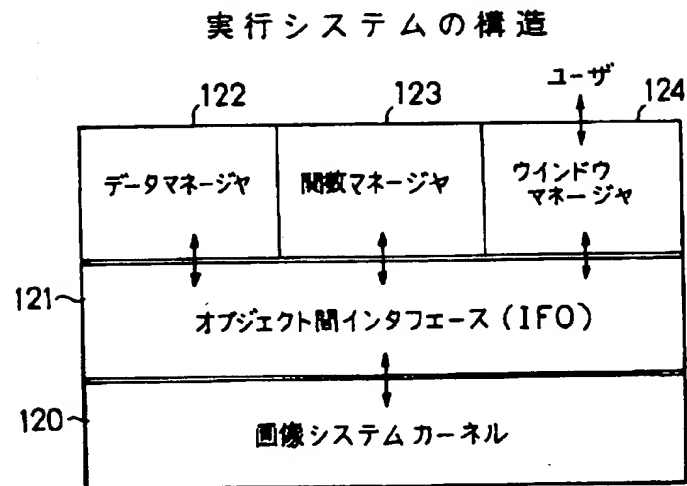 実行システムの構造
ユーザ
122
123
124
データマネージャ
関数マネージャ
ウインドウ
マネージャ
121
オブジェクト間インタフェース (IFO)
120
画像システムカーネル